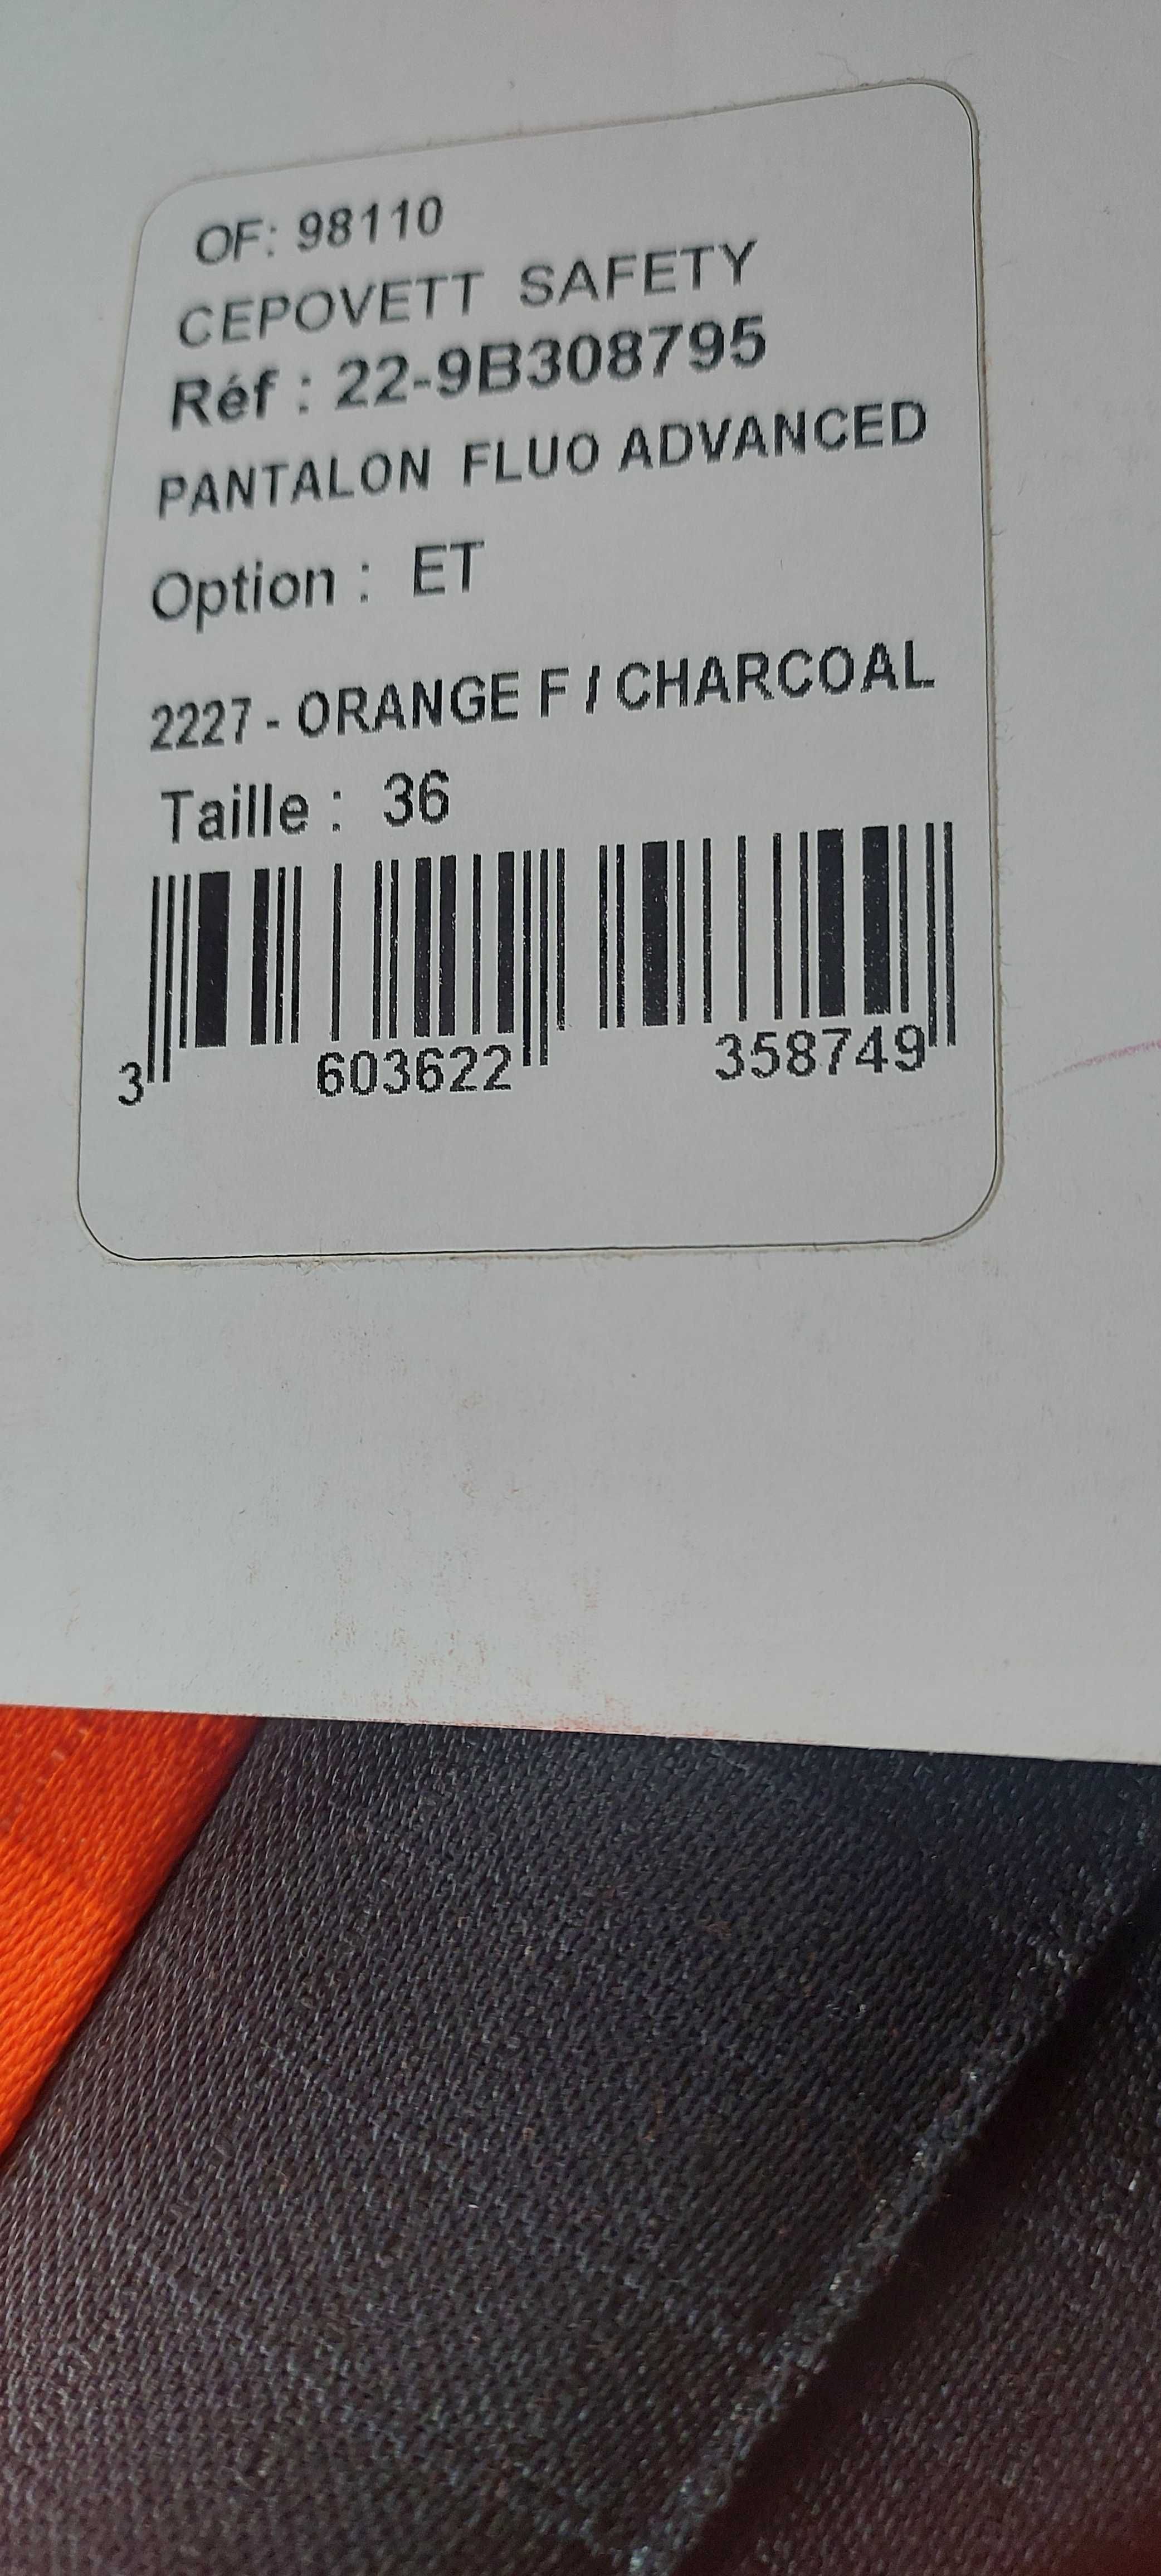 OF: 98110
CEPOVETT SAFETY
Réf : 22-9B308795
PANTALON FLUO ADVANCED
Option : ET
2227 - ORANGE F / CHARCOAL
Taille : 36
3 603622 358749